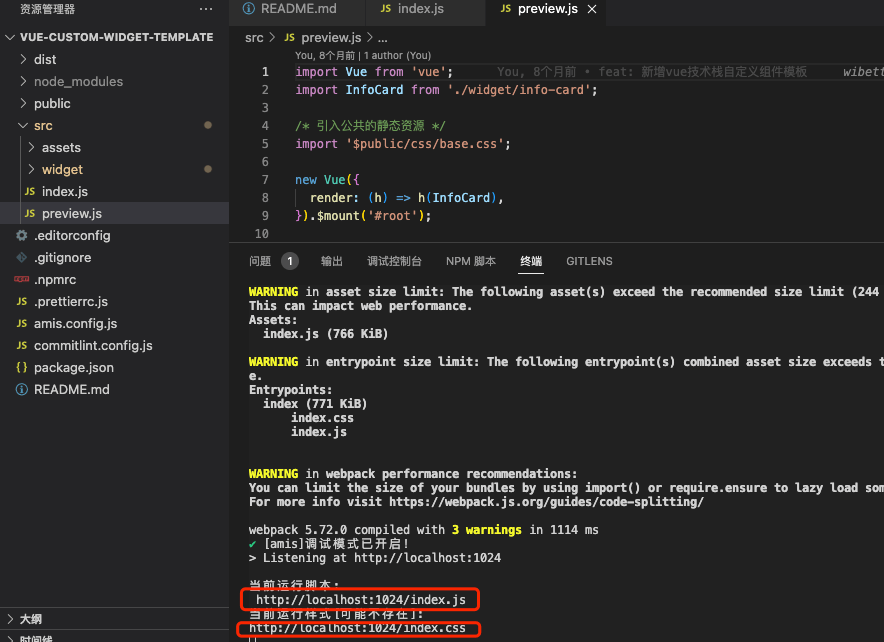 资源管理器
···
README.md
JS index.js
JS preview.js
VUE-CUSTOM-WIDGET-TEMPLATE
dist
node_modules
public
src
assets
widget
JS index.js
JS preview.js
.editorconfig
.gitignore
.npmrc
JS .prettierrc.js
JS amis.config.js
JS commitlint.config.js
{} package.json
README.md
大纲
时间线
src > JS preview.js > ...
You, 8个月前 | 1 author (You)
1 import Vue from 'vue'; You, 8个月前 • feat: 新增vue技术栈自定义组件模板 wibett
2 import InfoCard from './widget/info-card';
3
4 /* 引入公共的静态资源 */
5 import '$public/css/base.css';
6
7 new Vue({
8 render: (h) => h(InfoCard),
9 }).$mount('#root');
10
问题 1 输出 调试控制台 NPM 脚本 终端 GITLENS
WARNING in asset size limit: The following asset(s) exceed the recommended size limit (244
This can impact web performance.
Assets:
index.js (766 KiB)
WARNING in entrypoint size limit: The following entrypoint(s) combined asset size exceeds t
e.
Entrypoints:
index (771 KiB)
index.css
index.js
WARNING in webpack performance recommendations:
You can limit the size of your bundles by using import() or require.ensure to lazy load som
For more info visit https://webpack.js.org/guides/code-splitting/
webpack 5.72.0 compiled with 3 warnings in 1114 ms
✔ [amis]调试模式已开启!
> Listening at http://localhost:1024
当前运行脚本:
http://localhost:1024/index.js
当前运行样式[可能不存在]:
http://localhost:1024/index.css